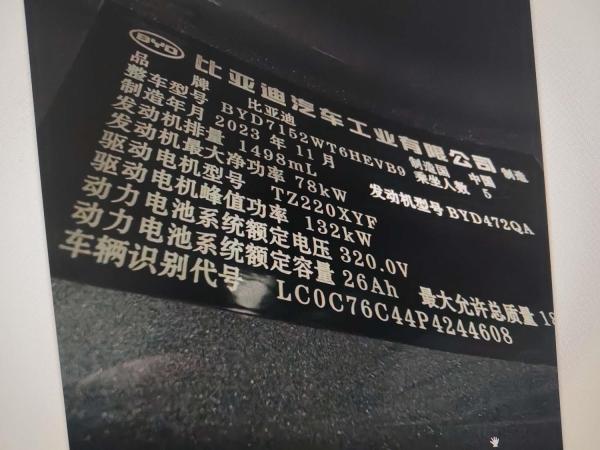 BYD 比亚迪汽车工业有限公司 制造
品牌 比亚迪 制造国 中国
整车型号 BYD7152WT6HEVB9 乘坐人数 5
制造年月 2023 年 11 月 发动机型号 BYD472QA
发动机排量 1498mL
发动机最大净功率 78kW
驱动电机型号 TZ220XYF
驱动电机峰值功率 132kW
动力电池系统额定电压 320.0V
动力电池系统额定容量 26Ah 最大允许总质量 18
车辆识别代号 LC0C76C44P4244608